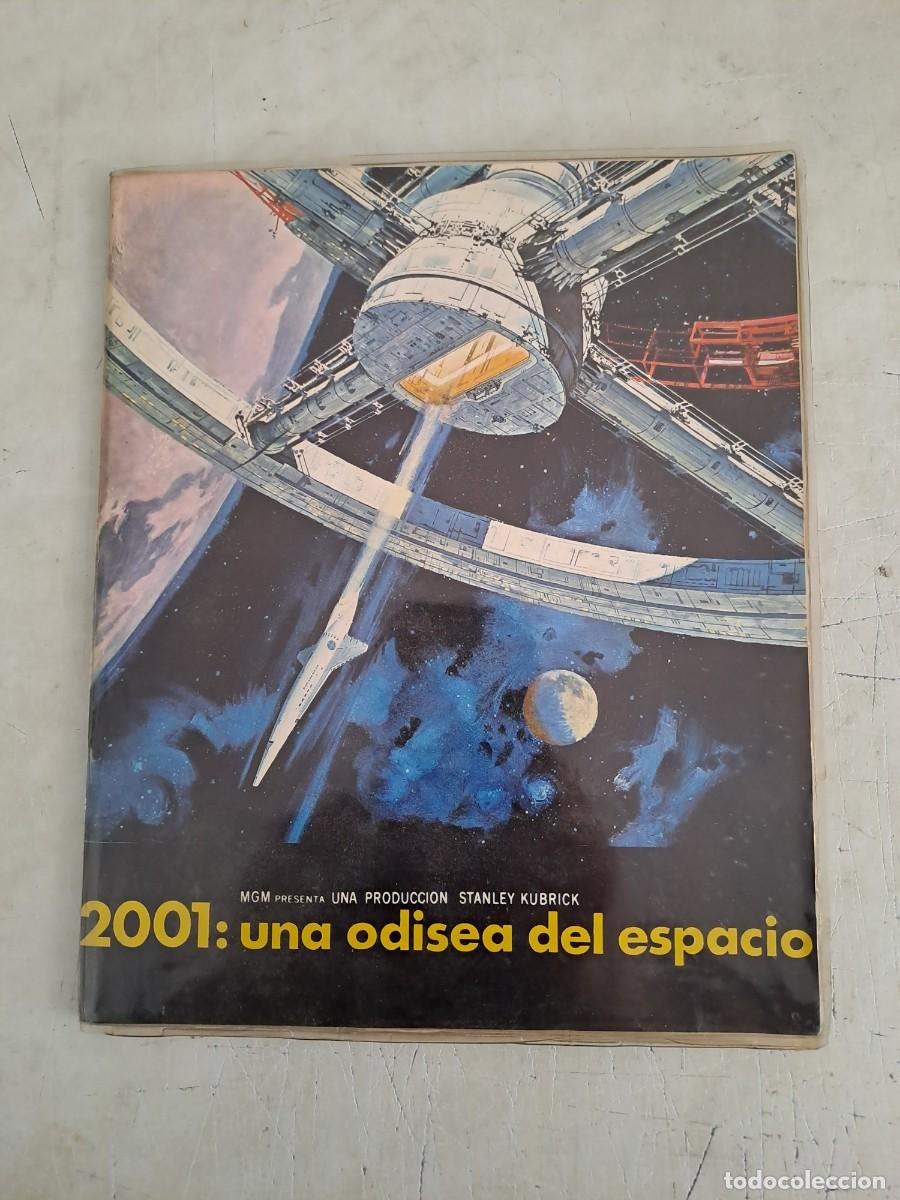 MGM PRESENTA UNA PRODUCCION STANLEY KUBRICK
2001: una odisea del espacio
todocoleccion